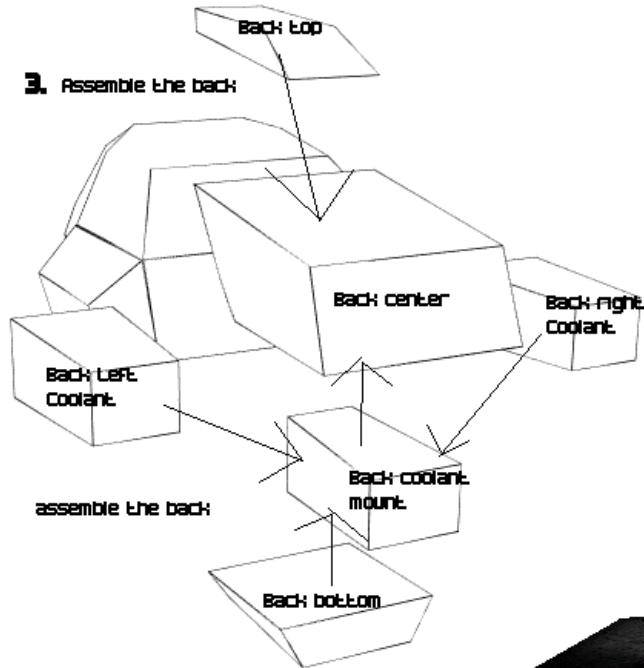 Back top
3. Assemble the back
Back center
Back right
Coolant
Back Left
Coolant
Back coolant
mount
assemble the back
Back bottom